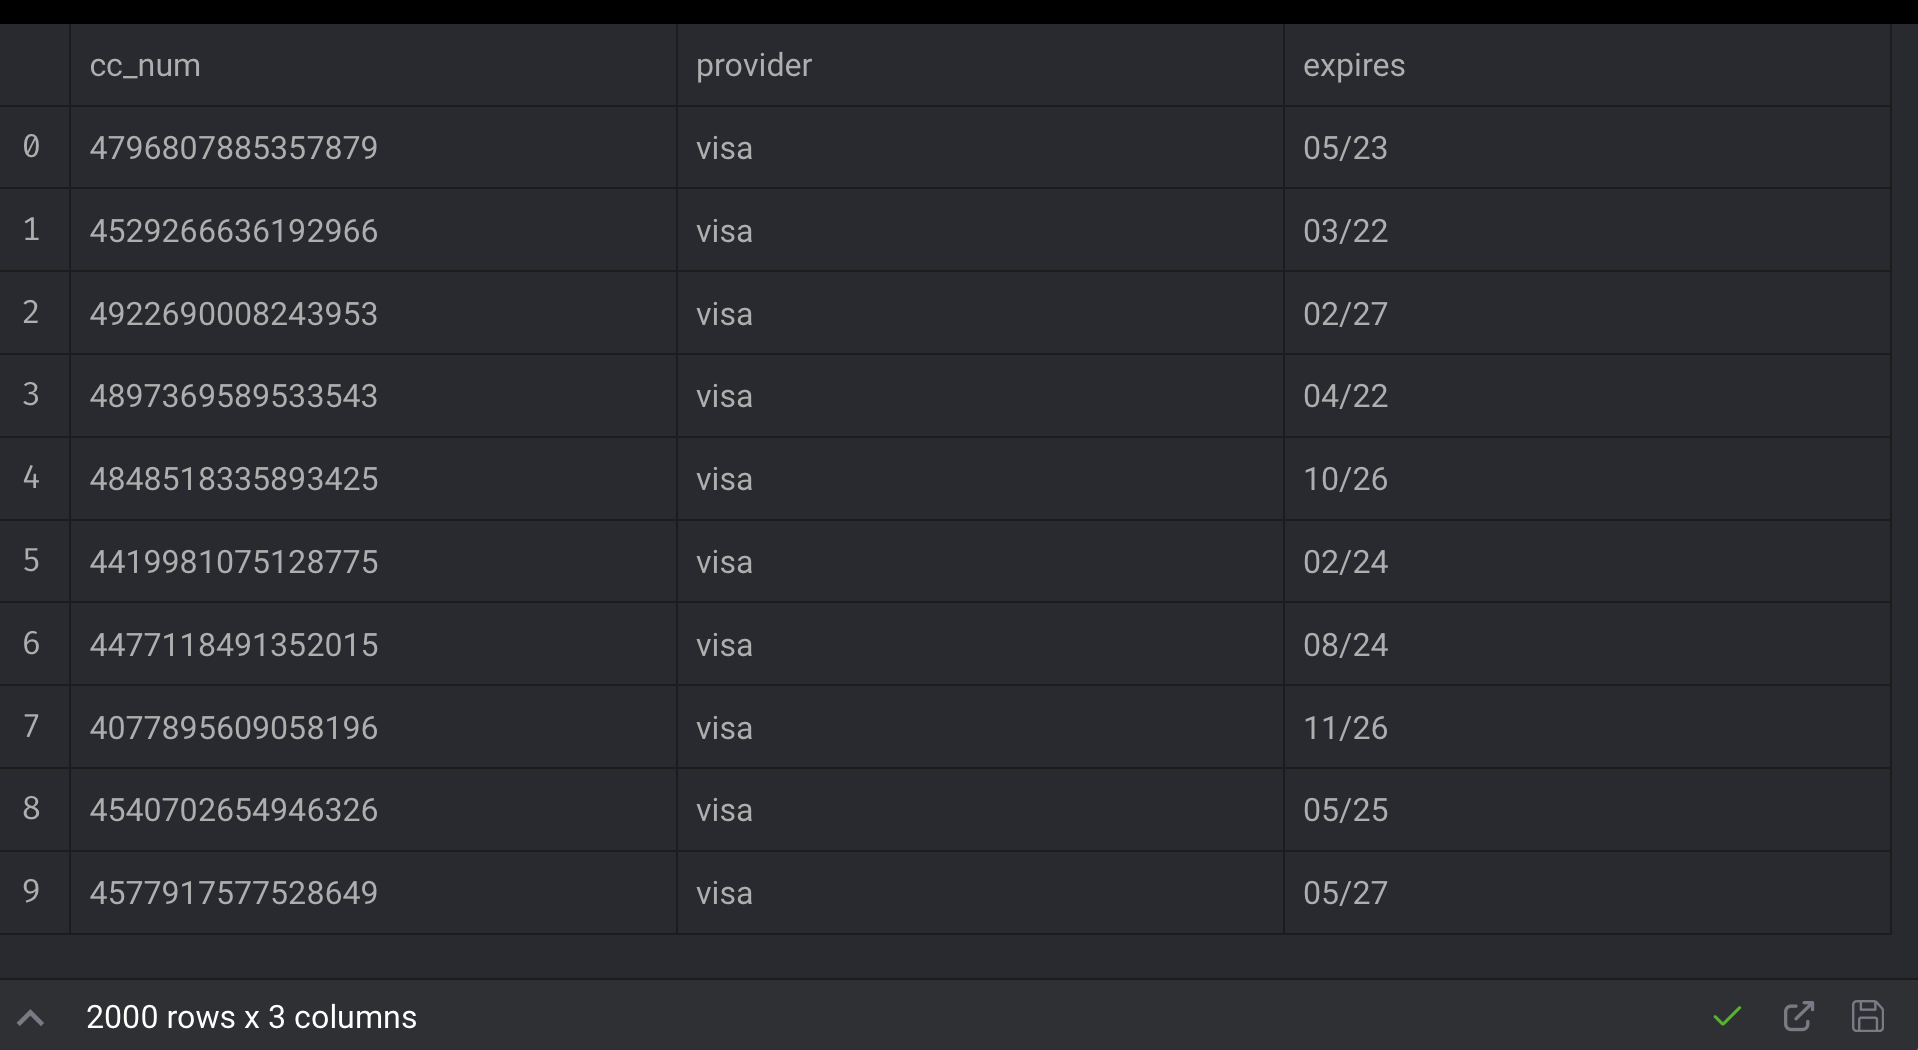 cc_num provider expires
0 4796807885357879 visa 05/23
1 4529266636192966 visa 03/22
2 4922690008243953 visa 02/27
3 4897369589533543 visa 04/22
4 4848518335893425 visa 10/26
5 4419981075128775 visa 02/24
6 4477118491352015 visa 08/24
7 4077895609058196 visa 11/26
8 4540702654946326 visa 05/25
9 4577917577528649 visa 05/27
2000 rows x 3 columns